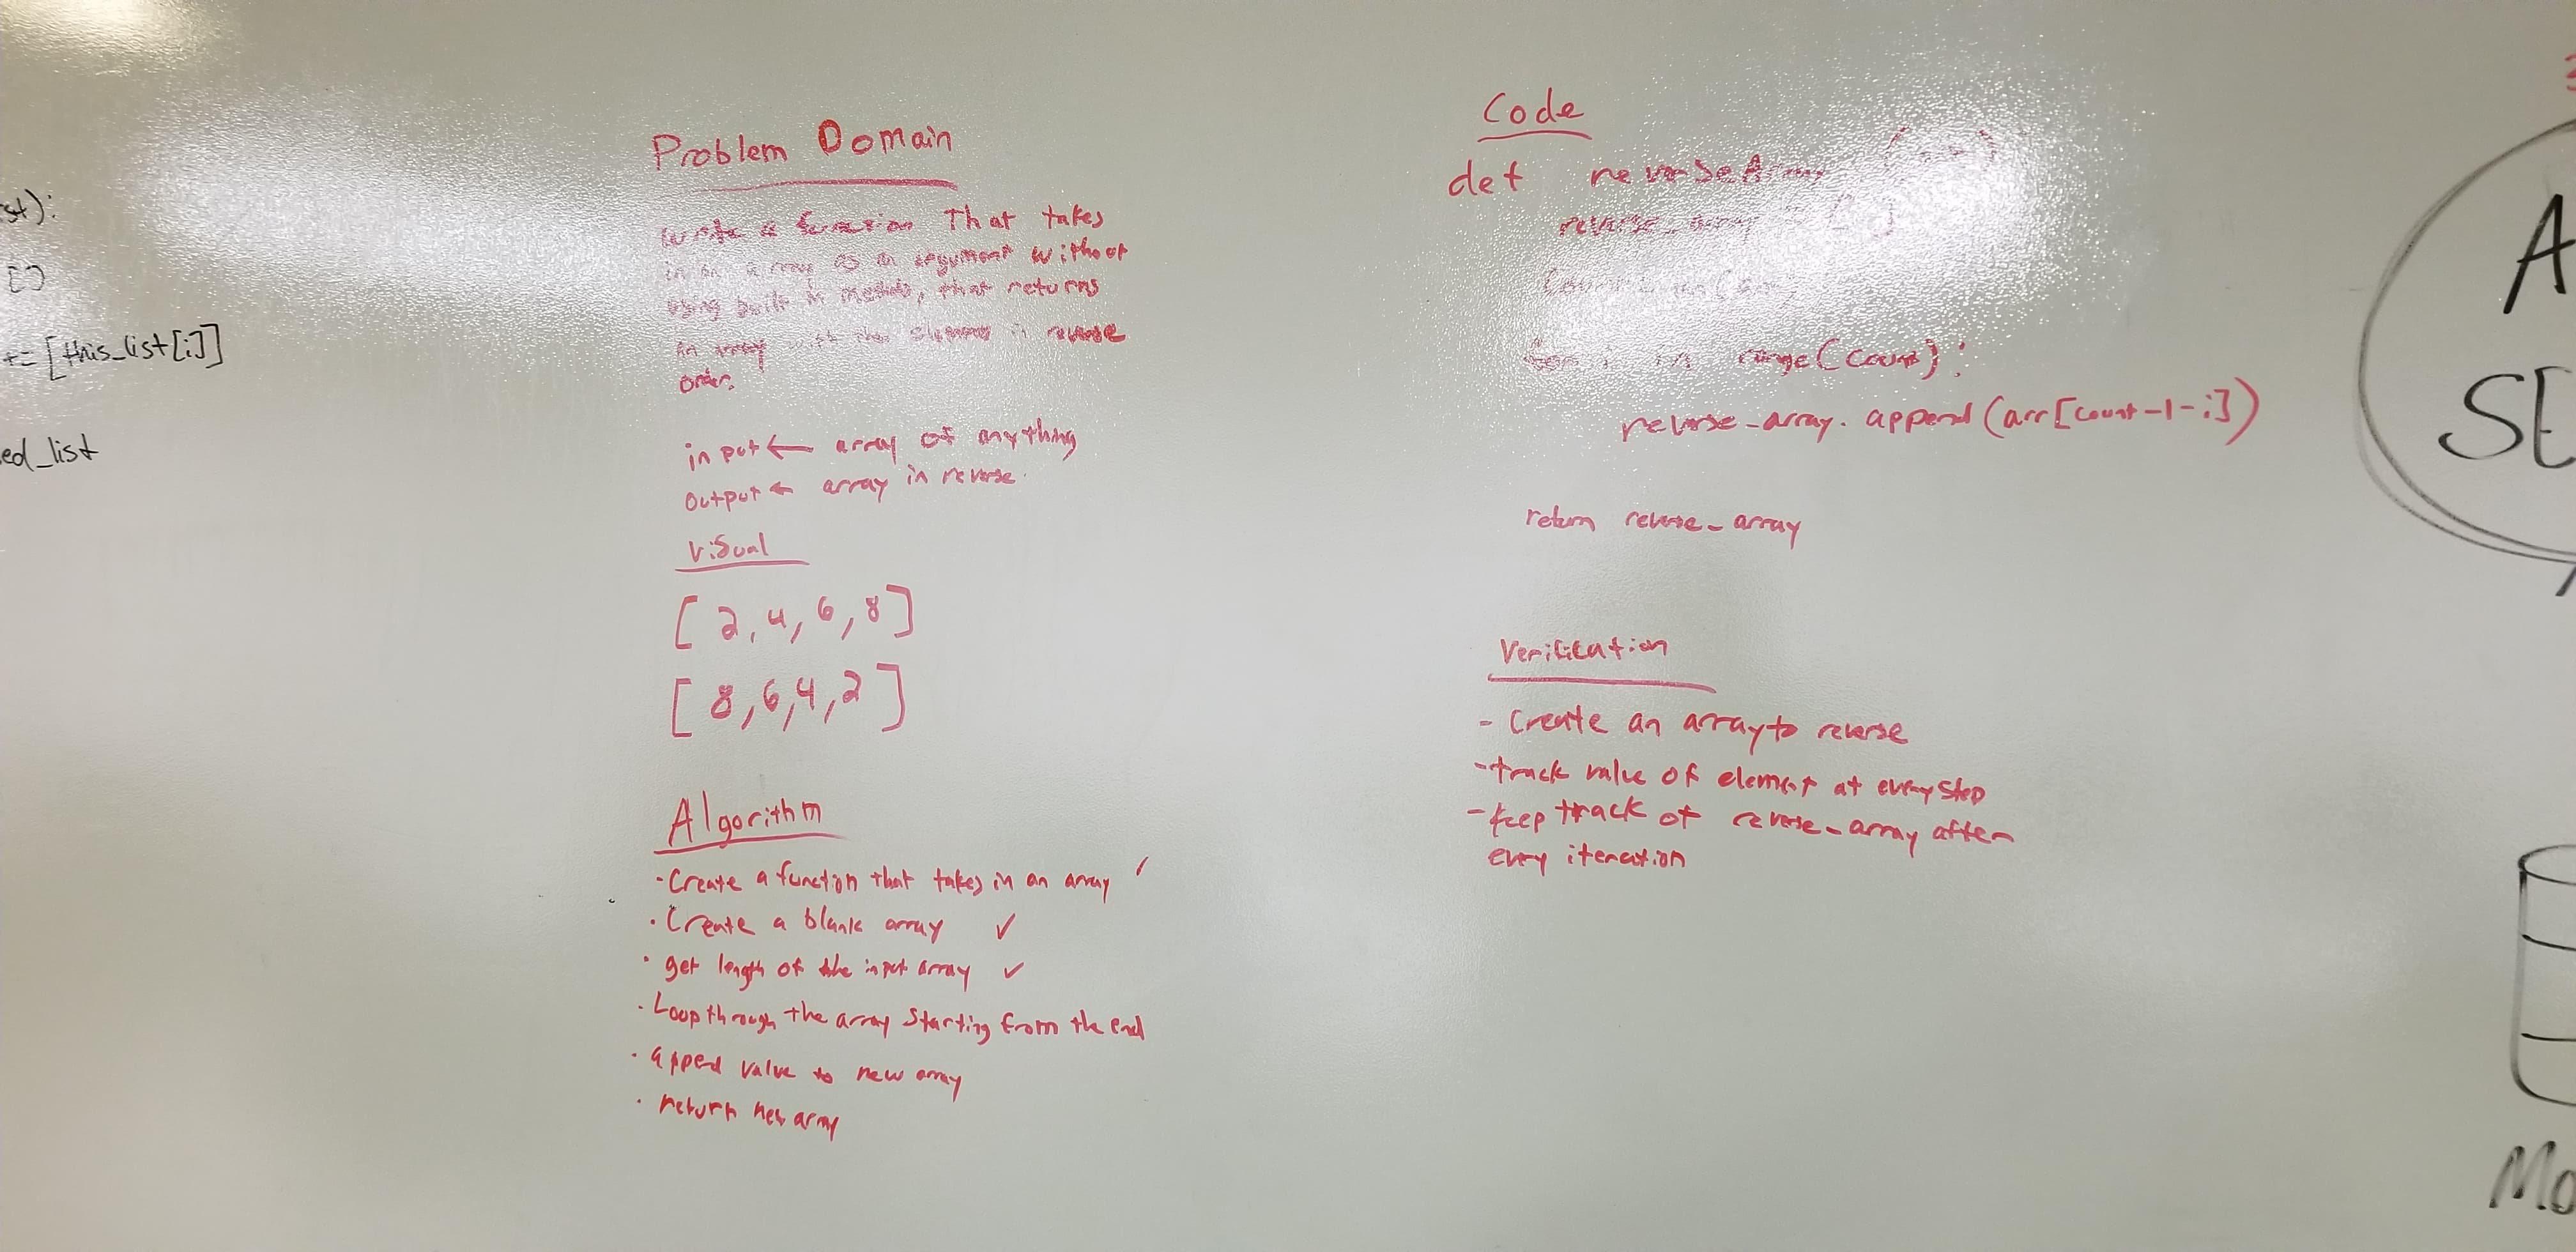 st):
[]
+= [this_list[i]]
ed_list
Problem Domain
write a function That takes
in an array as an argument without
using built in methods, that returns
an array with the elements in reverse
order.
input ← array of anything
output ← array in reverse.
Visual
[ 2, 4, 6, 8 ]
[ 8, 6, 4, 2 ]
Algorithm
- Create a function that takes in an array ✓
· Create a blank array ✓
· get length of the input array ✓
· Loop through the array starting from the end
· append value to new array
· return new array
Code
def reverseArray (arr)
reverse_array = []
for i in range(count):
reverse_array.append(arr[count-1-i])
return reverse_array
Verification
- Create an array to reverse
- track value of element at every step
- keep track of reverse_array after
every iteration
A
SE
Mo